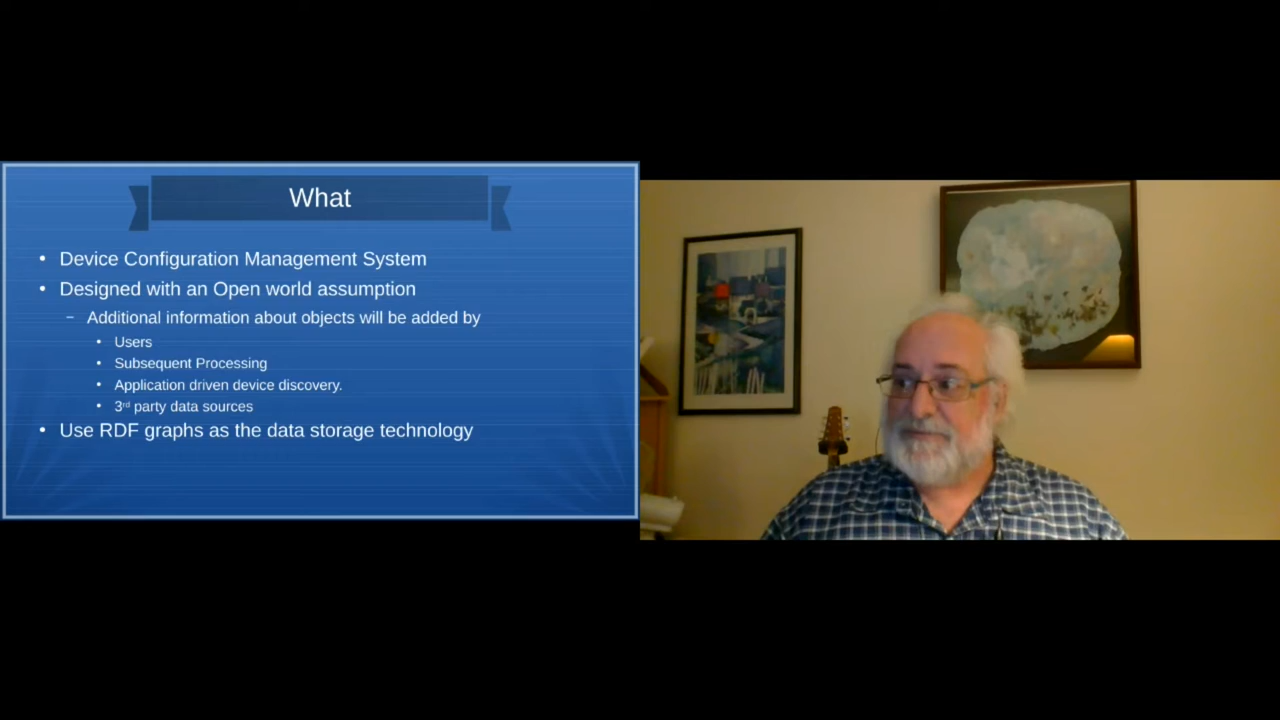 What
• Device Configuration Management System
• Designed with an Open world assumption
– Additional information about objects will be added by
• Users
• Subsequent Processing
• Application driven device discovery.
• 3rd party data sources
• Use RDF graphs as the data storage technology